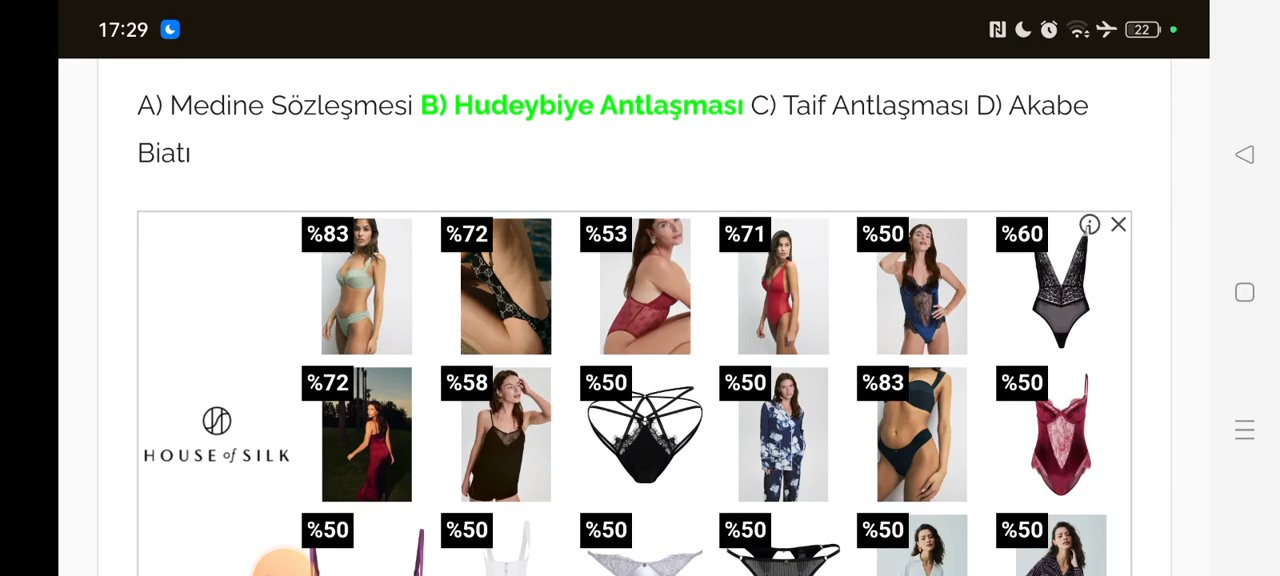 17:29
22
A) Medine Sözleşmesi B) Hudeybiye Antlaşması C) Taif Antlaşması D) Akabe
Biatı
%83 %72 %53 %71 %50 %60
%72 %58 %50 %50 %83 %50
HOUSE of SILK
%50 %50 %50 %50 %50 %50